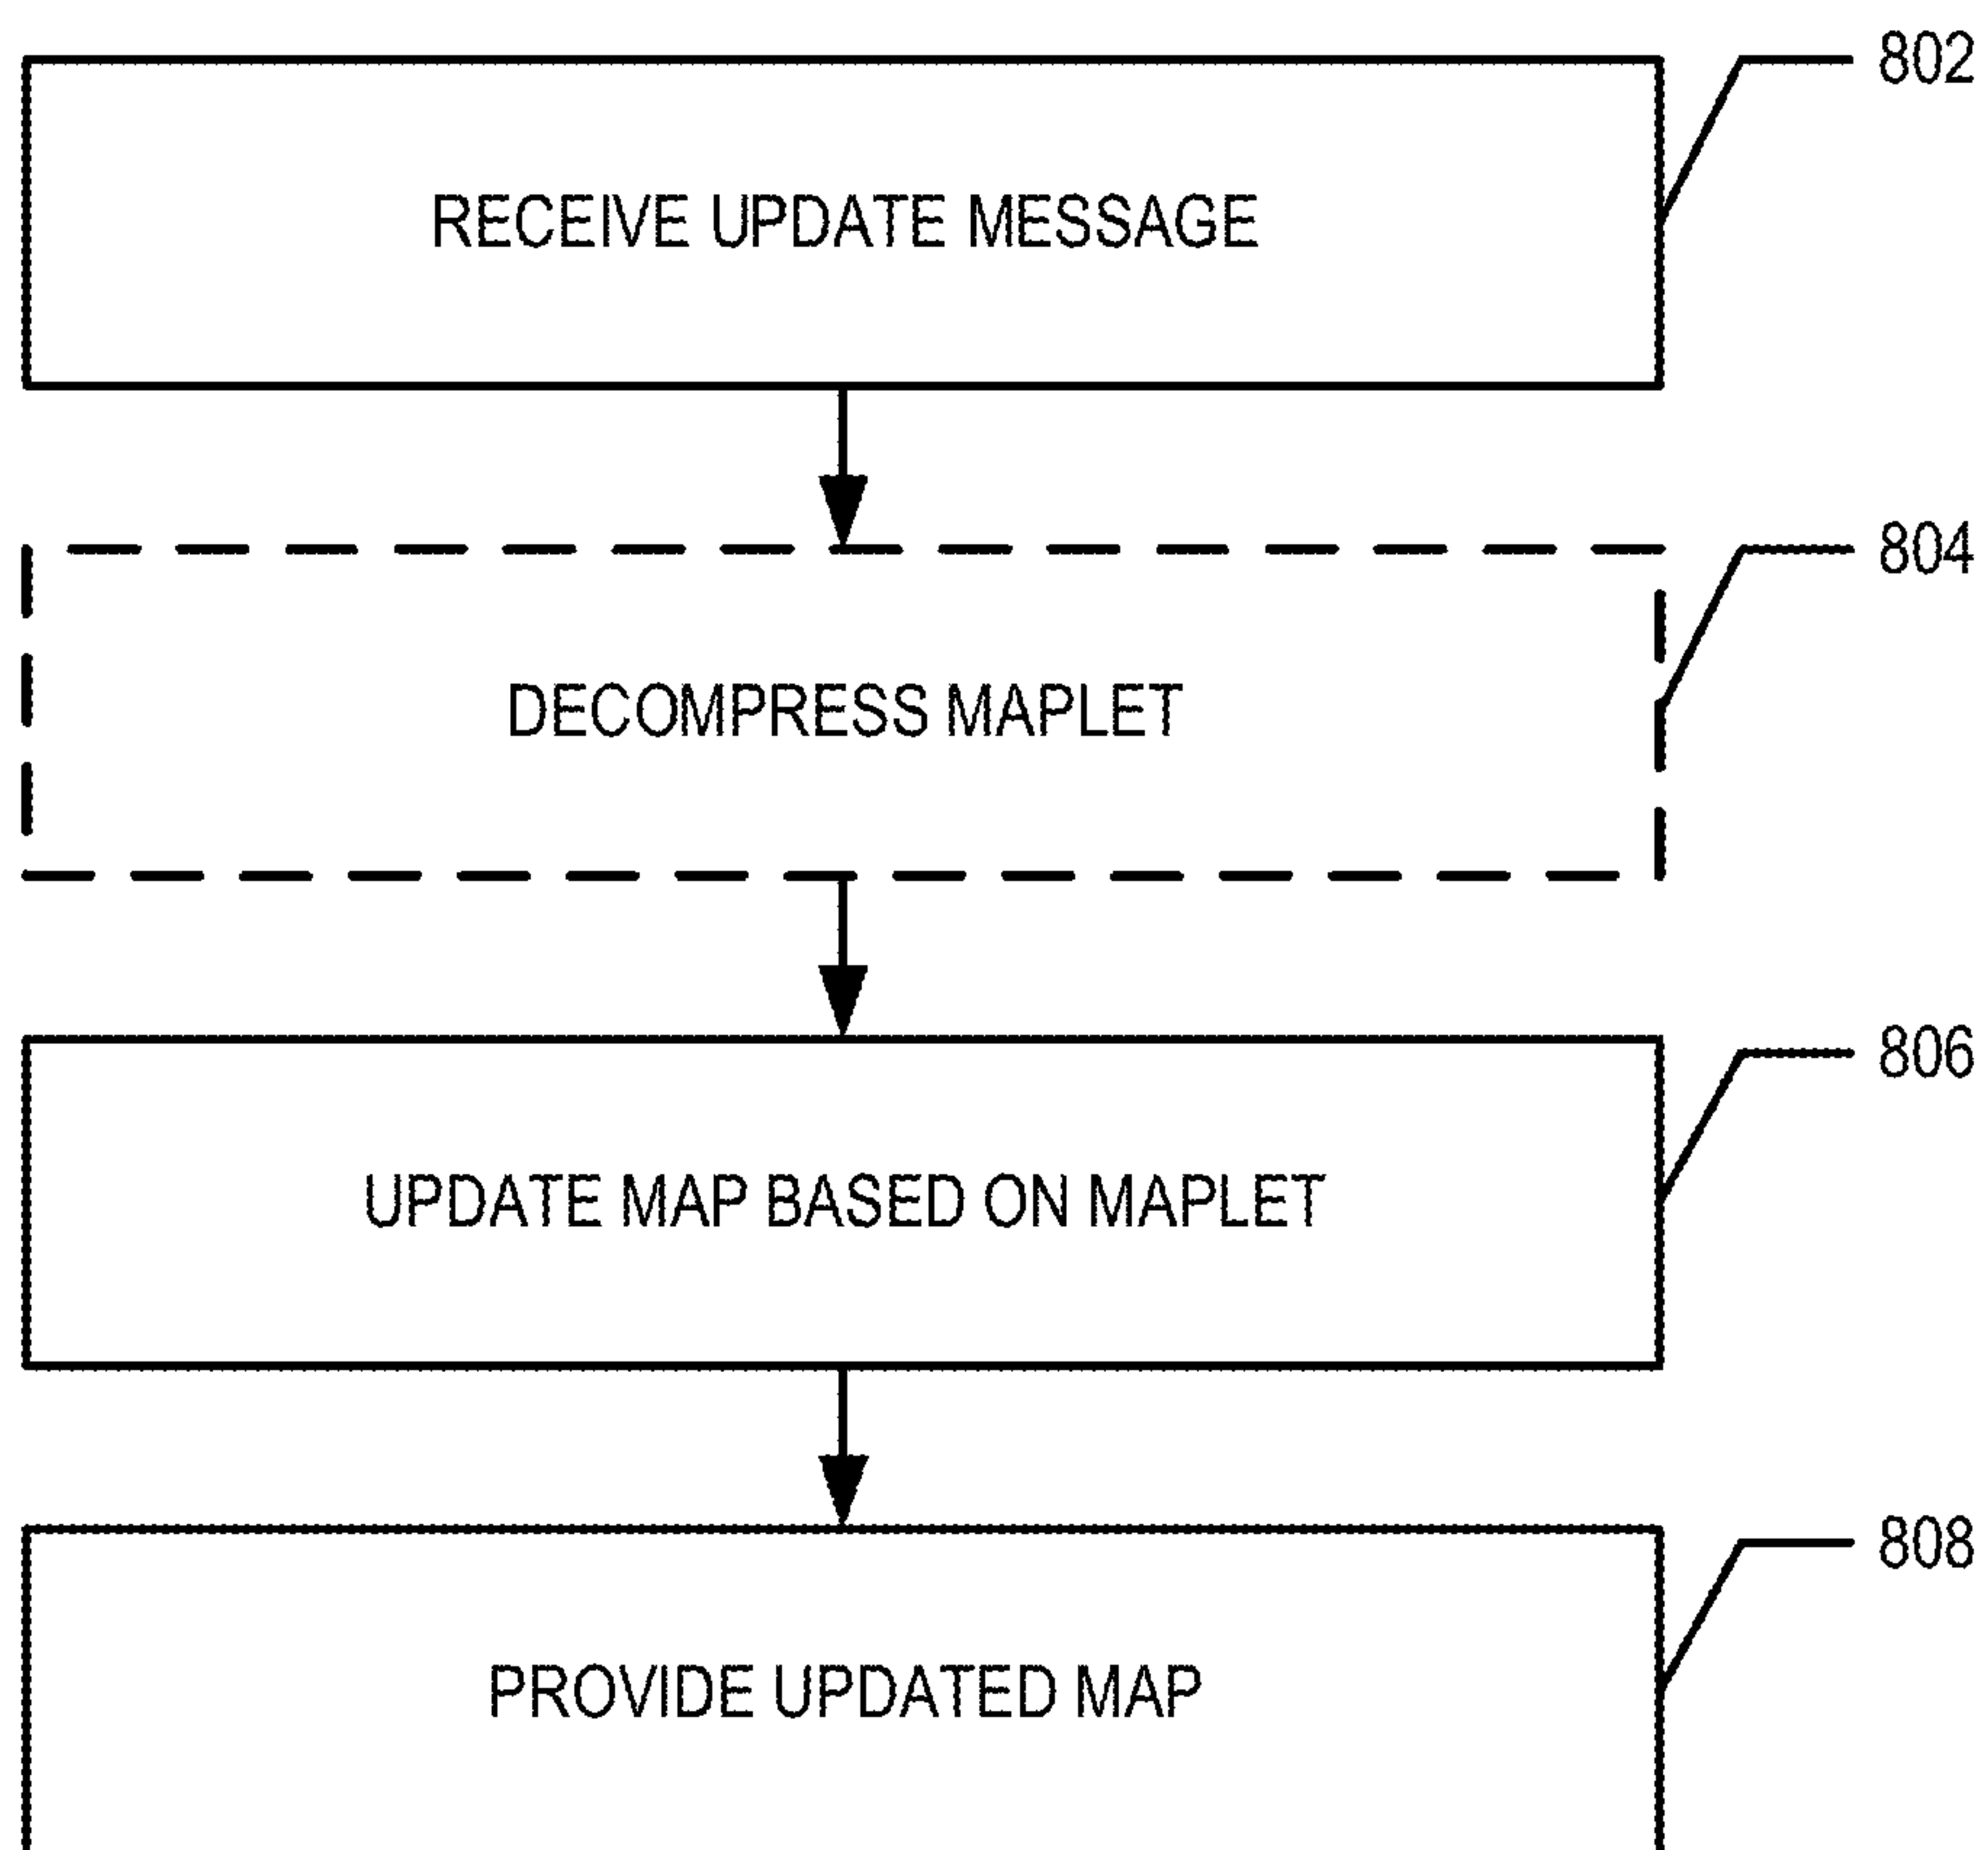 RECEIVE UPDATE MESSAGE
802
DECOMPRESS MAPLET
804
UPDATE MAP BASED ON MAPLET
806
PROVIDE UPDATED MAP
808